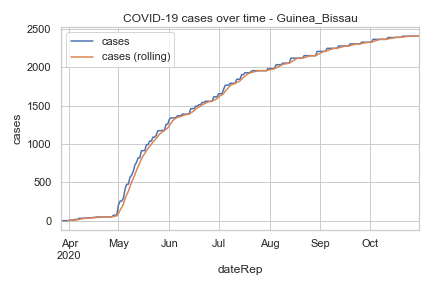 COVID-19 cases over time - Guinea_Bissau
cases
cases (rolling)
2500
2000
1500
1000
500
0
cases
Apr May Jun Jul Aug Sep Oct
2020
dateRep